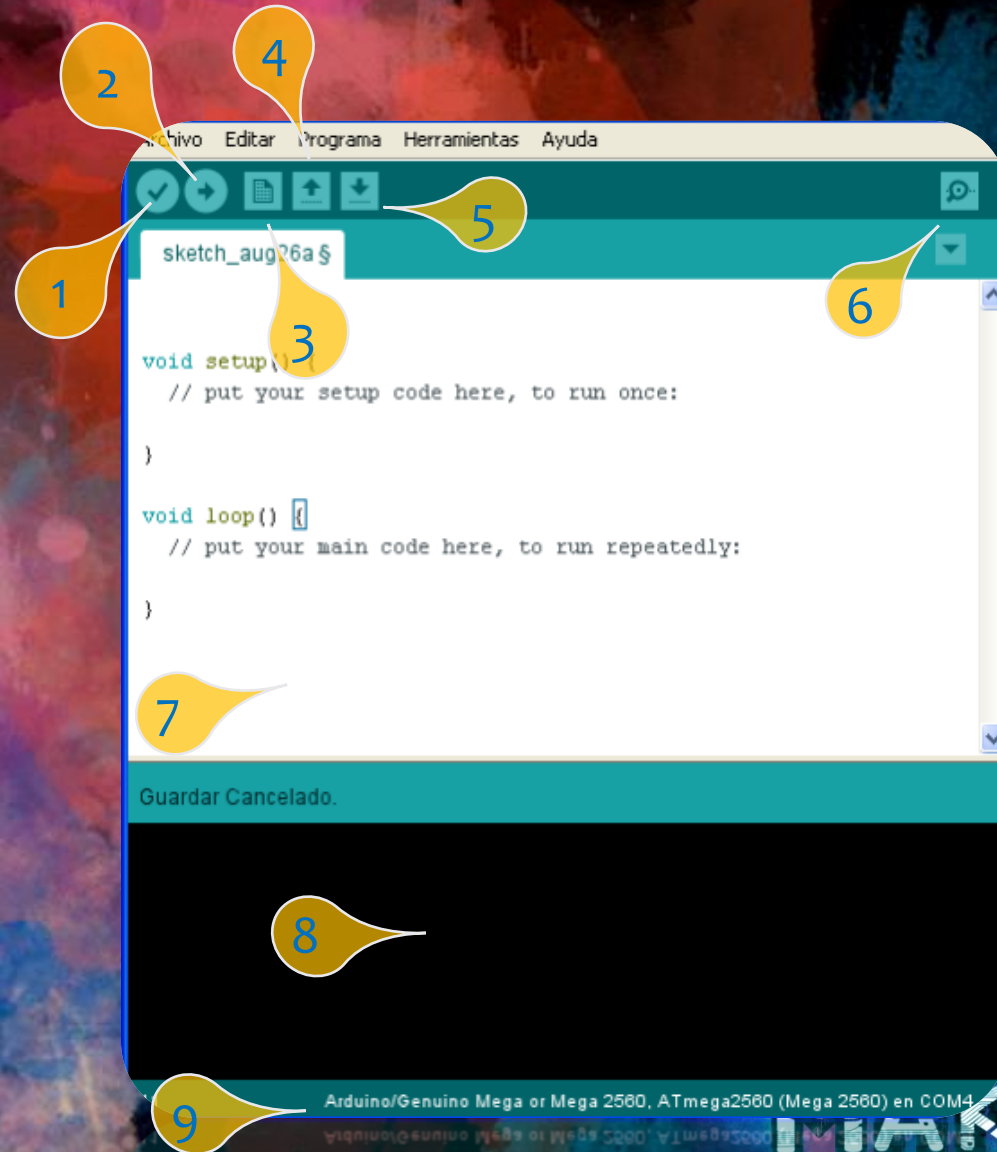 2
4
Archivo Editar Programa Herramientas Ayuda
1
5
sketch_aug26a §
6
3
void setup() {
// put your setup code here, to run once:
}
void loop() {
// put your main code here, to run repeatedly:
}
7
Guardar Cancelado.
8
9
Arduino/Genuino Mega or Mega 2560, ATmega2560 (Mega 2560) en COM4